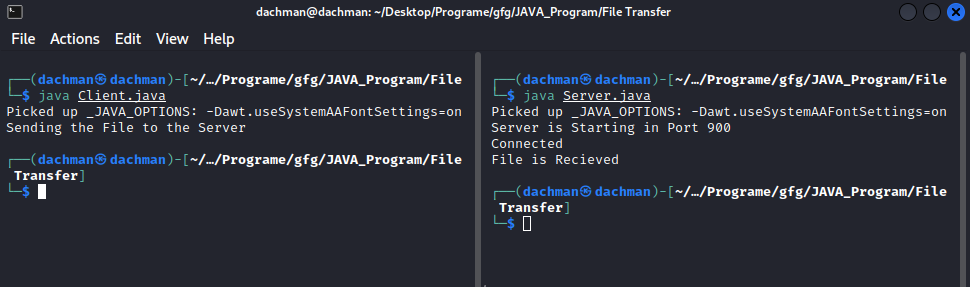 dachman@dachman: ~/Desktop/Programe/gfg/JAVA_Program/File Transfer
File Actions Edit View Help
┌──(dachman㉿dachman)-[~/…/Programe/gfg/JAVA_Program/File
└─$ java Client.java
Picked up _JAVA_OPTIONS: -Dawt.useSystemAAFontSettings=on
Sending the File to the Server
┌──(dachman㉿dachman)-[~/…/Programe/gfg/JAVA_Program/File
Transfer]
└─$
┌──(dachman㉿dachman)-[~/…/Programe/gfg/JAVA_Program/File
└─$ java Server.java
Picked up _JAVA_OPTIONS: -Dawt.useSystemAAFontSettings=on
Server is Starting in Port 900
Connected
File is Recieved
┌──(dachman㉿dachman)-[~/…/Programe/gfg/JAVA_Program/File
Transfer]
└─$